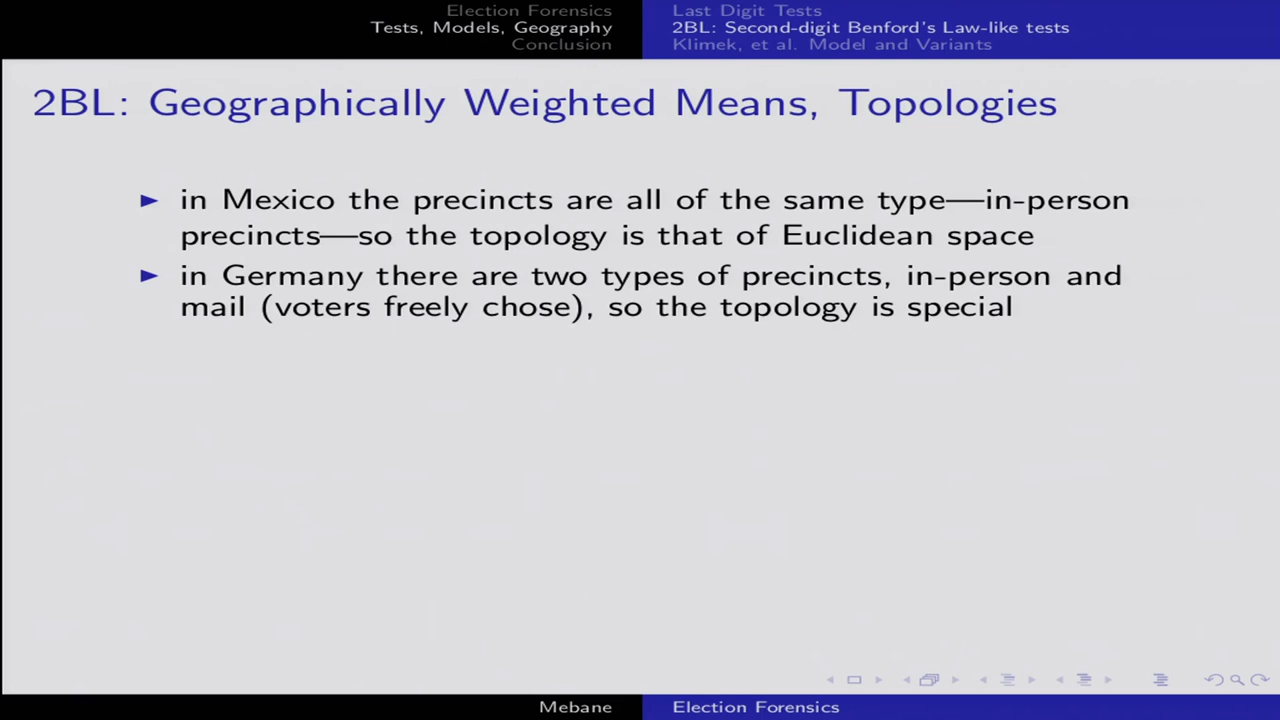 Election Forensics
Tests, Models, Geography
Conclusion
Last Digit Tests
2BL: Second-digit Benford's Law-like tests
Klimek, et al. Model and Variants
2BL: Geographically Weighted Means, Topologies
in Mexico the precincts are all of the same type—in-person
precincts—so the topology is that of Euclidean space
in Germany there are two types of precincts, in-person and
mail (voters freely chose), so the topology is special
Mebane
Election Forensics